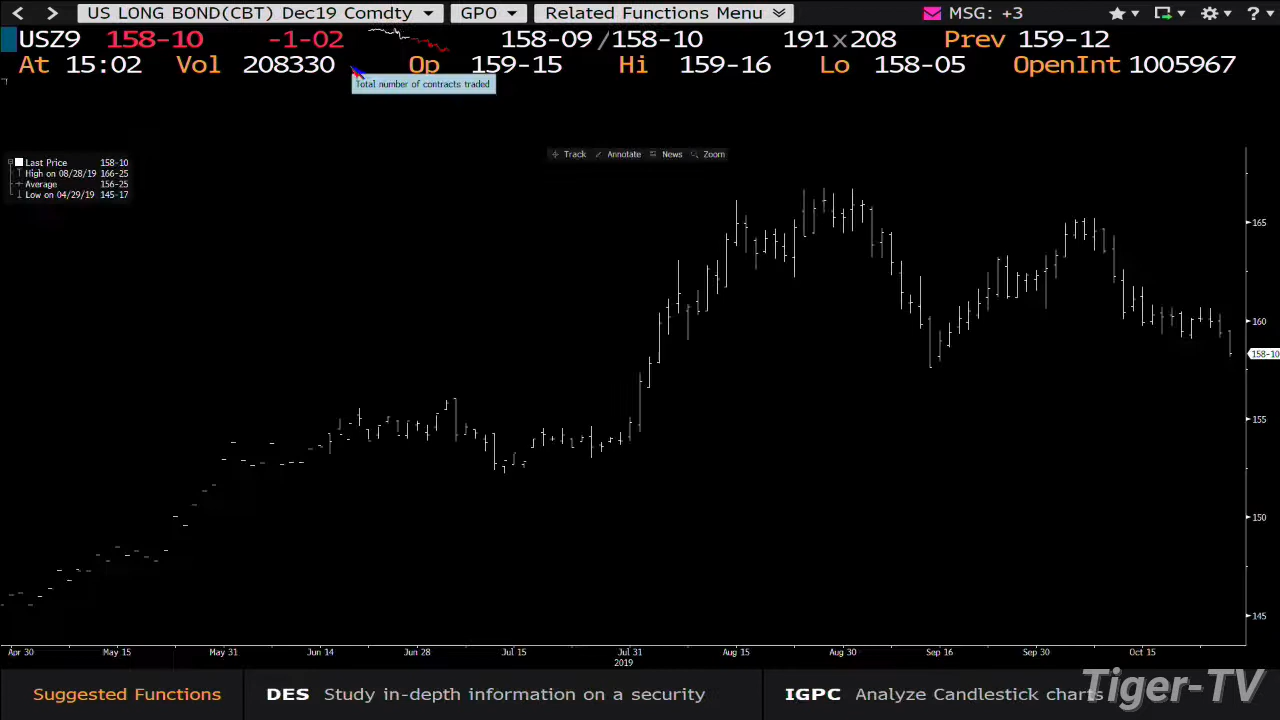 US LONG BOND(CBT) Dec19 Comdty GPO Related Functions Menu MSG: +3 ?
USZ9 158-10 -1-02 158-09/158-10 191x208 Prev 159-12
At 15:02 Vol 208330 Op 159-15 Hi 159-16 Lo 158-05 OpenInt 1005967
Total number of contracts traded
Track Annotate News Zoom
Last Price 158-10
High on 08/28/19 166-25
Average 156-25
Low on 04/29/19 145-17
165
160
158-10
155
150
145
Apr 30 May 15 May 31 Jun 14 Jun 28 Jul 15 Jul 31 Aug 15 Aug 30 Sep 16 Sep 30 Oct 15
2019
Suggested Functions DES Study in-depth information on a security IGPC Analyze Candlestick charts
Tiger-TV